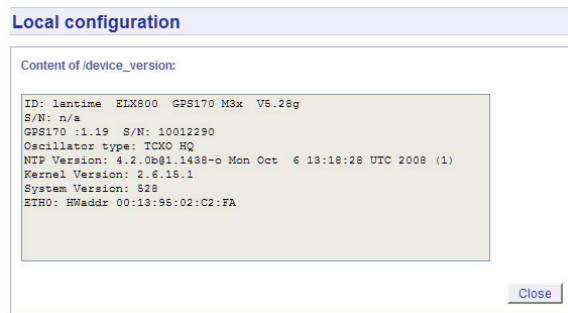 Local configuration
Content of /device_version:
ID: lantime ELX800 GPS170 M3x V5.28g
S/N: n/a
GPS170 :1.19 S/N: 10012290
Oscillator type: TCXO HQ
NTP Version: 4.2.0b@1.1438-o Mon Oct 6 13:18:28 UTC 2008 (1)
Kernel Version: 2.6.15.1
System Version: 528
ETH0: HWaddr 00:13:95:02:C2:FA
Close